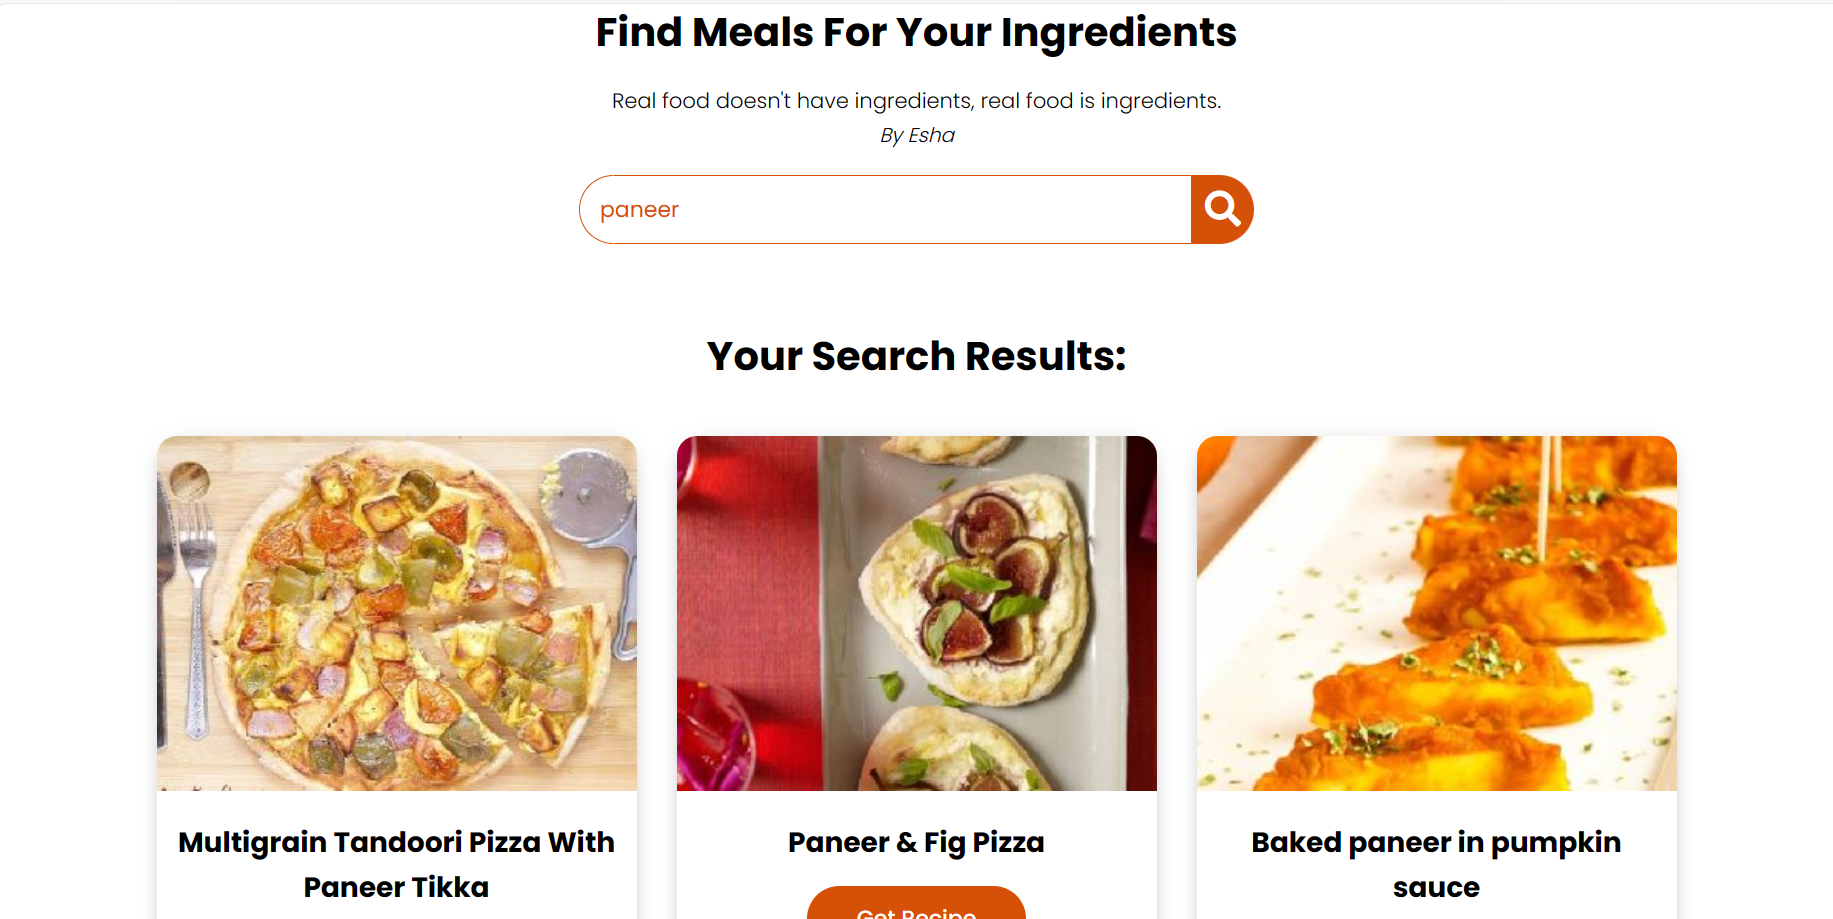 Find Meals For Your Ingredients
Real food doesn't have ingredients, real food is ingredients.
By Esha
paneer
Your Search Results:
Multigrain Tandoori Pizza With
Paneer Tikka
Paneer & Fig Pizza
Get Recipe
Baked paneer in pumpkin
sauce